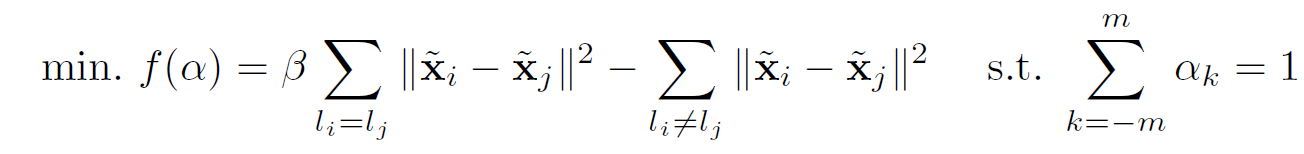 min. f(α) = β ∑_{l_i=l_j} ‖x̃_i − x̃_j‖² − ∑_{l_i≠l_j} ‖x̃_i − x̃_j‖² s.t. ∑_{k=−m}^{m} α_k = 1